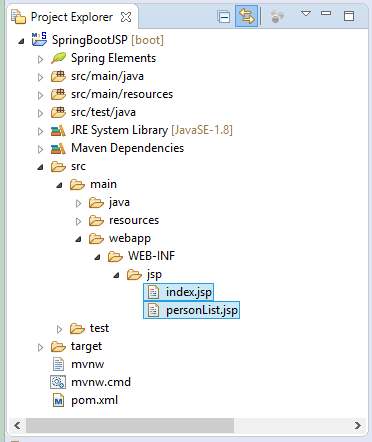 Project Explorer
SpringBootJSP [boot]
Spring Elements
src/main/java
src/main/resources
src/test/java
JRE System Library [JavaSE-1.8]
Maven Dependencies
src
main
java
resources
webapp
WEB-INF
jsp
index.jsp
personList.jsp
test
target
mvnw
mvnw.cmd
pom.xml